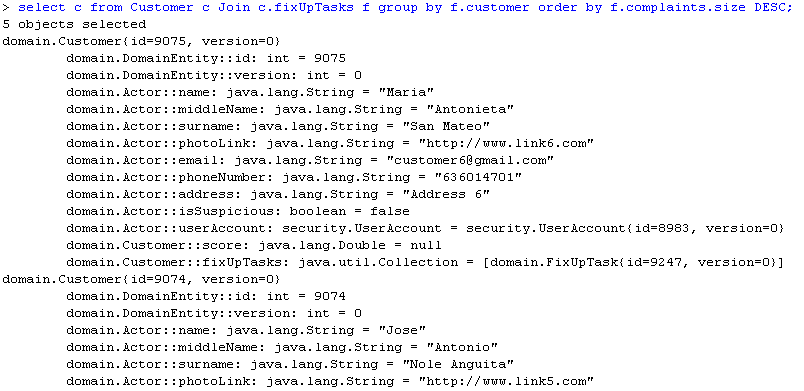 > select c from Customer c Join c.fixUpTasks f group by f.customer order by f.complaints.size DESC;
5 objects selected
domain.Customer{id=9075, version=0}
domain.DomainEntity::id: int = 9075
domain.DomainEntity::version: int = 0
domain.Actor::name: java.lang.String = "Maria"
domain.Actor::middleName: java.lang.String = "Antonieta"
domain.Actor::surname: java.lang.String = "San Mateo"
domain.Actor::photoLink: java.lang.String = "http://www.link6.com"
domain.Actor::email: java.lang.String = "customer6@gmail.com"
domain.Actor::phoneNumber: java.lang.String = "636014701"
domain.Actor::address: java.lang.String = "Address 6"
domain.Actor::isSuspicious: boolean = false
domain.Actor::userAccount: security.UserAccount = security.UserAccount{id=8983, version=0}
domain.Customer::score: java.lang.Double = null
domain.Customer::fixUpTasks: java.util.Collection = [domain.FixUpTask{id=9247, version=0}]
domain.Customer{id=9074, version=0}
domain.DomainEntity::id: int = 9074
domain.DomainEntity::version: int = 0
domain.Actor::name: java.lang.String = "Jose"
domain.Actor::middleName: java.lang.String = "Antonio"
domain.Actor::surname: java.lang.String = "Nole Anguita"
domain.Actor::photoLink: java.lang.String = "http://www.link5.com"